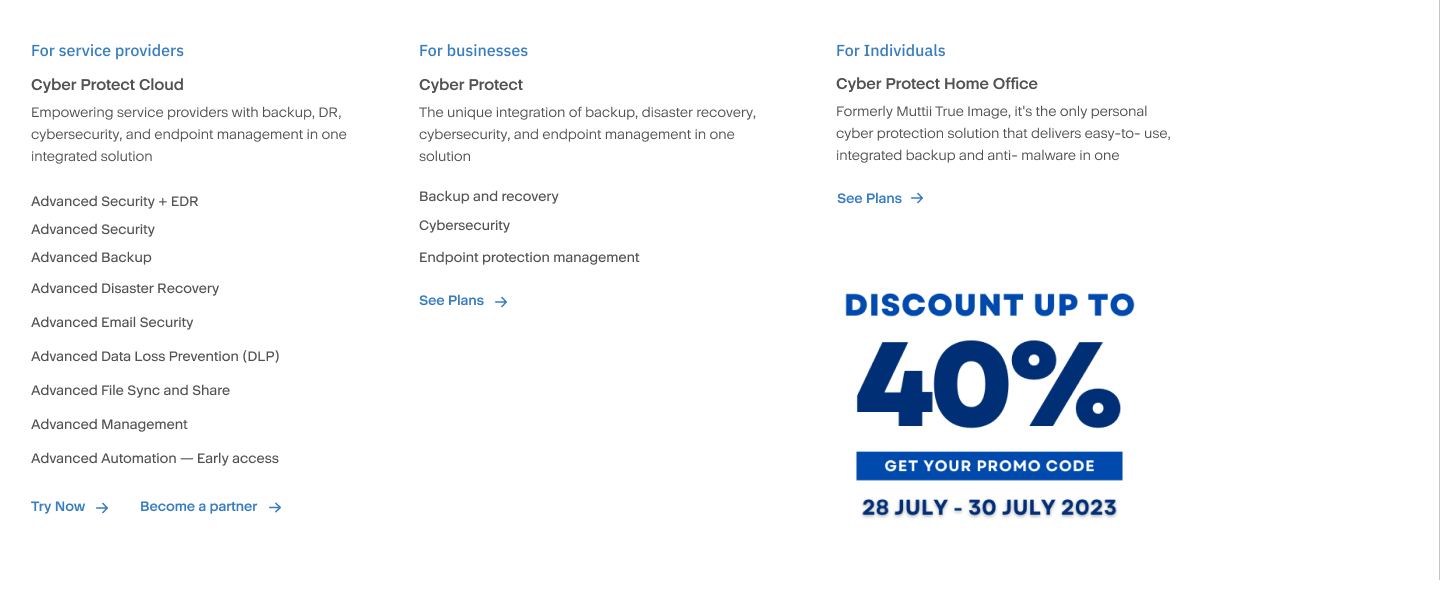 For service providers
Cyber Protect Cloud
Empowering service providers with backup, DR,
cybersecurity, and endpoint management in one
integrated solution
Advanced Security + EDR
Advanced Security
Advanced Backup
Advanced Disaster Recovery
Advanced Email Security
Advanced Data Loss Prevention (DLP)
Advanced File Sync and Share
Advanced Management
Advanced Automation — Early access
Try Now →
Become a partner →
For businesses
Cyber Protect
The unique integration of backup, disaster recovery,
cybersecurity, and endpoint management in one
solution
Backup and recovery
Cybersecurity
Endpoint protection management
See Plans →
For Individuals
Cyber Protect Home Office
Formerly Muttii True Image, it's the only personal
cyber protection solution that delivers easy-to- use,
integrated backup and anti- malware in one
See Plans →
DISCOUNT UP TO
40%
GET YOUR PROMO CODE
28 JULY - 30 JULY 2023